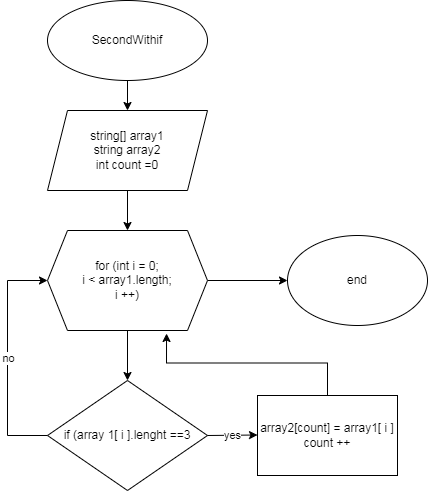 SecondWithif
string[] array1
string array2
int count =0
for (int i = 0;
i < array1.length;
i ++)
end
no
if (array 1[ i ].lenght ==3
yes
array2[count] = array1[ i ]
count ++